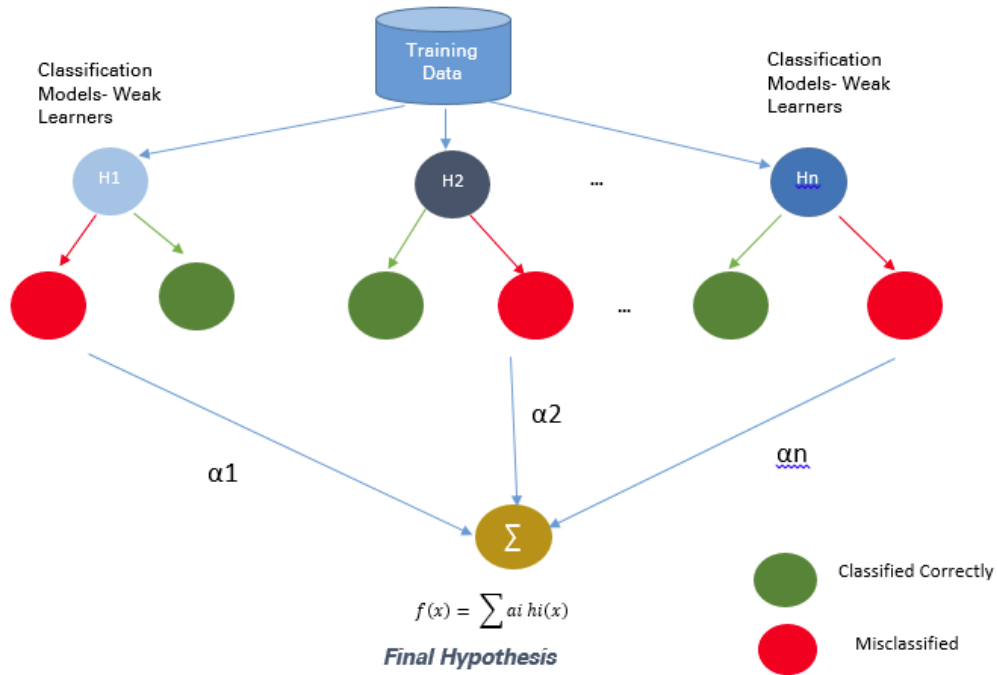 Training
Data
Classification
Models- Weak
Learners
Classification
Models- Weak
Learners
H1
H2
...
Hn
...
α1
α2
αn
∑
f(x) = ∑ ai hi(x)
Final Hypothesis
Classified Correctly
Misclassified